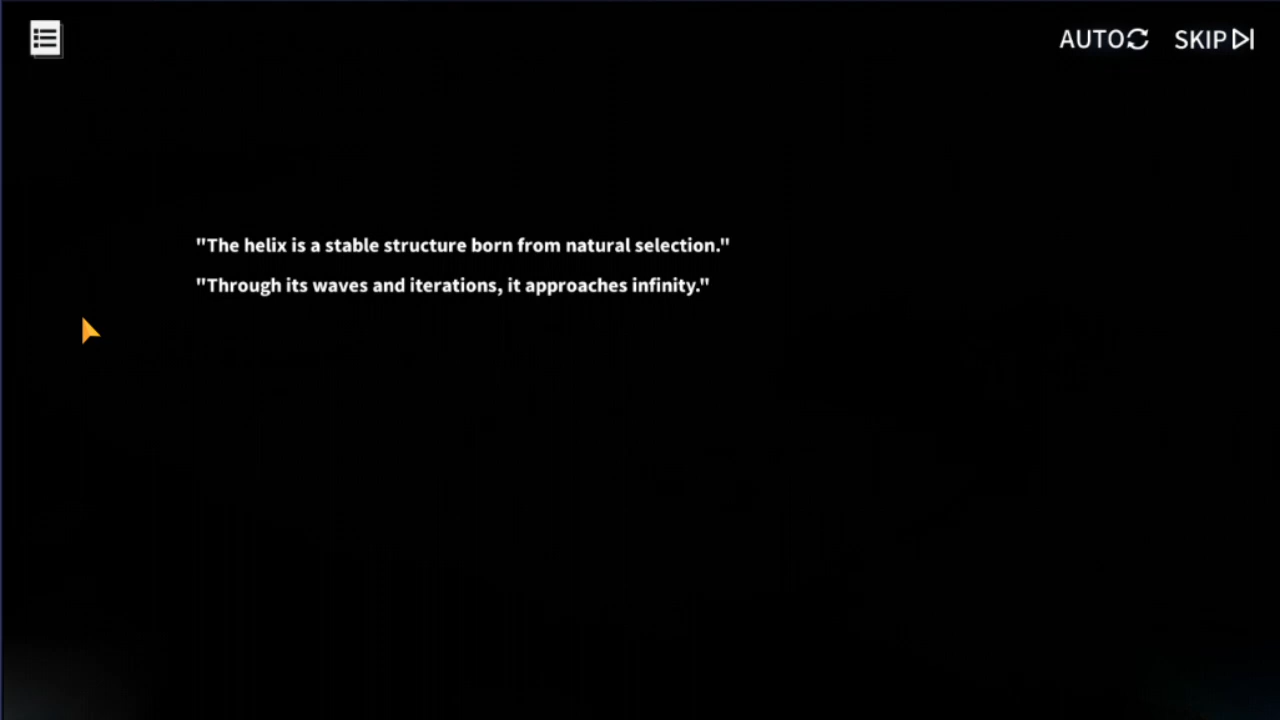 AUTO SKIP
"The helix is a stable structure born from natural selection."
"Through its waves and iterations, it approaches infinity."